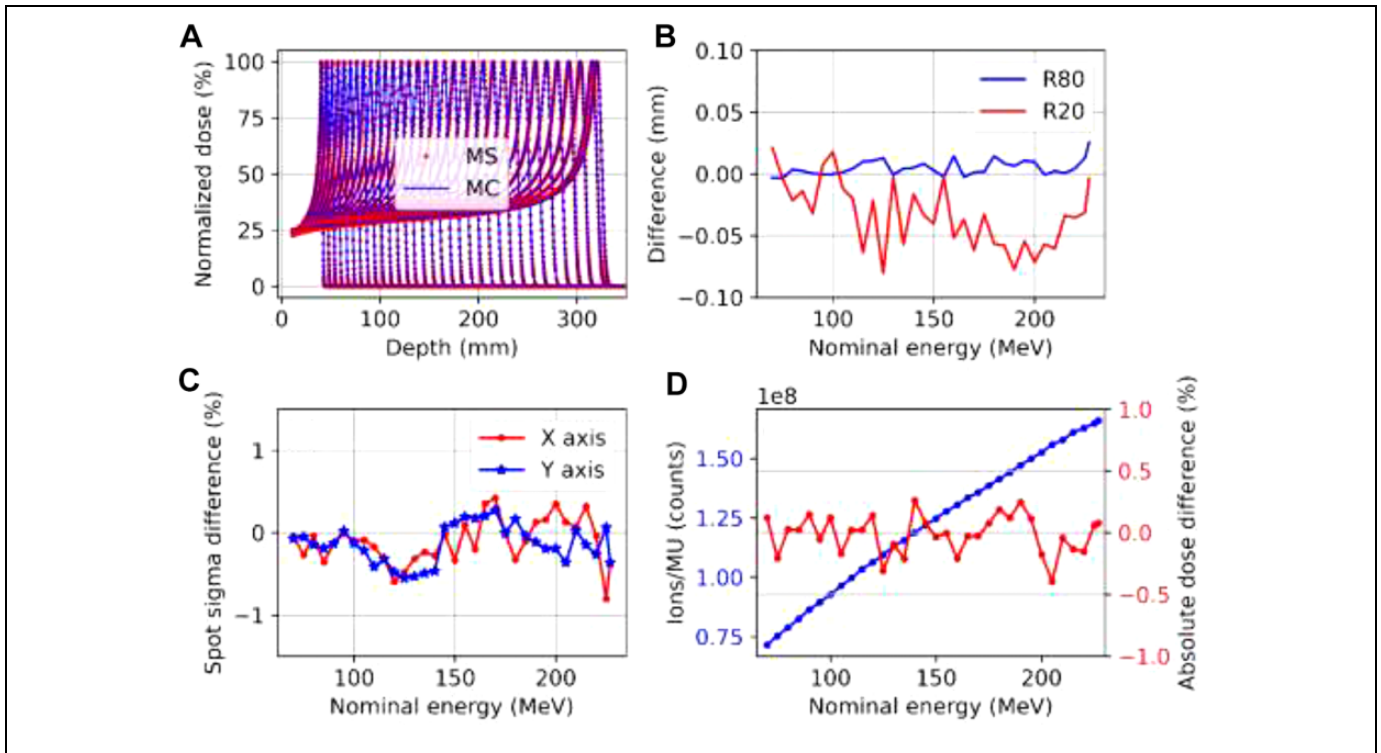 A
Normalized dose (%)
100
75
50
25
0
MS
MC
0 100 200 300
Depth (mm)
B
Difference (mm)
0.10
0.05
0.00
−0.05
−0.10
R80
R20
100 150 200
Nominal energy (MeV)
C
Spot sigma difference (%)
1
0
−1
X axis
Y axis
100 150 200
Nominal energy (MeV)
D
1e8
Ions/MU (counts)
1.50
1.25
1.00
0.75
1.0
0.5
0.0
−0.5
−1.0
Absolute dose difference (%)
100 150 200
Nominal energy (MeV)